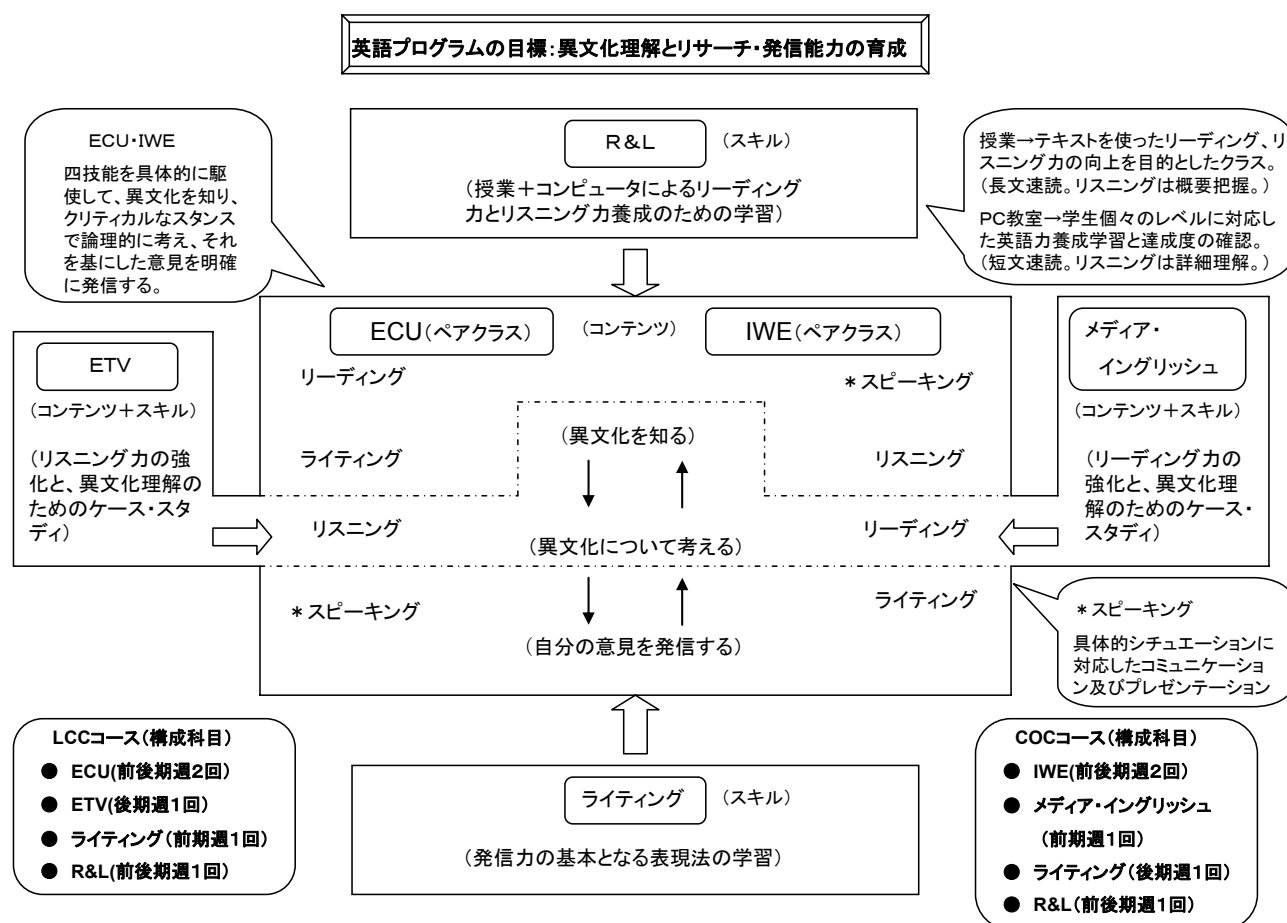 英語プログラムの目標:異文化理解とリサーチ・発信能力の育成
ECU・IWE
四技能を具体的に駆
使して、異文化を知り、
クリティカルなスタンス
で論理的に考え、それ
を基にした意見を明確
に発信する。
R&L (スキル)
(授業+コンピュータによるリーディング
力とリスニング力養成のための学習)
授業→テキストを使ったリーディング、リ
スニング力の向上を目的としたクラス。
(長文速読。リスニングは概要把握。)
PC教室→学生個々のレベルに対応し
た英語力養成学習と達成度の確認。
(短文速読。リスニングは詳細理解。)
ETV
(コンテンツ+スキル)
(リスニング力の強
化と、異文化理解の
ためのケース・スタ
ディ)
ECU(ペアクラス) (コンテンツ) IWE(ペアクラス)
リーディング
*スピーキング
(異文化を知る)
ライティング
リスニング
リスニング
(異文化について考える)
リーディング
*スピーキング
ライティング
(自分の意見を発信する)
メディア・
イングリッシュ
(コンテンツ+スキル)
(リーディング力の
強化と、異文化理
解のためのケース・
スタディ)
*スピーキング
具体的シチュエーションに
対応したコミュニケーショ
ン及びプレゼンテーション
LCCコース(構成科目)
● ECU(前後期週2回)
● ETV(後期週1回)
● ライティング(前期週1回)
● R&L(前後期週1回)
ライティング (スキル)
(発信力の基本となる表現法の学習)
COCコース(構成科目)
● IWE(前後期週2回)
● メディア・イングリッシュ
(前期週1回)
● ライティング(後期週1回)
● R&L(前後期週1回)